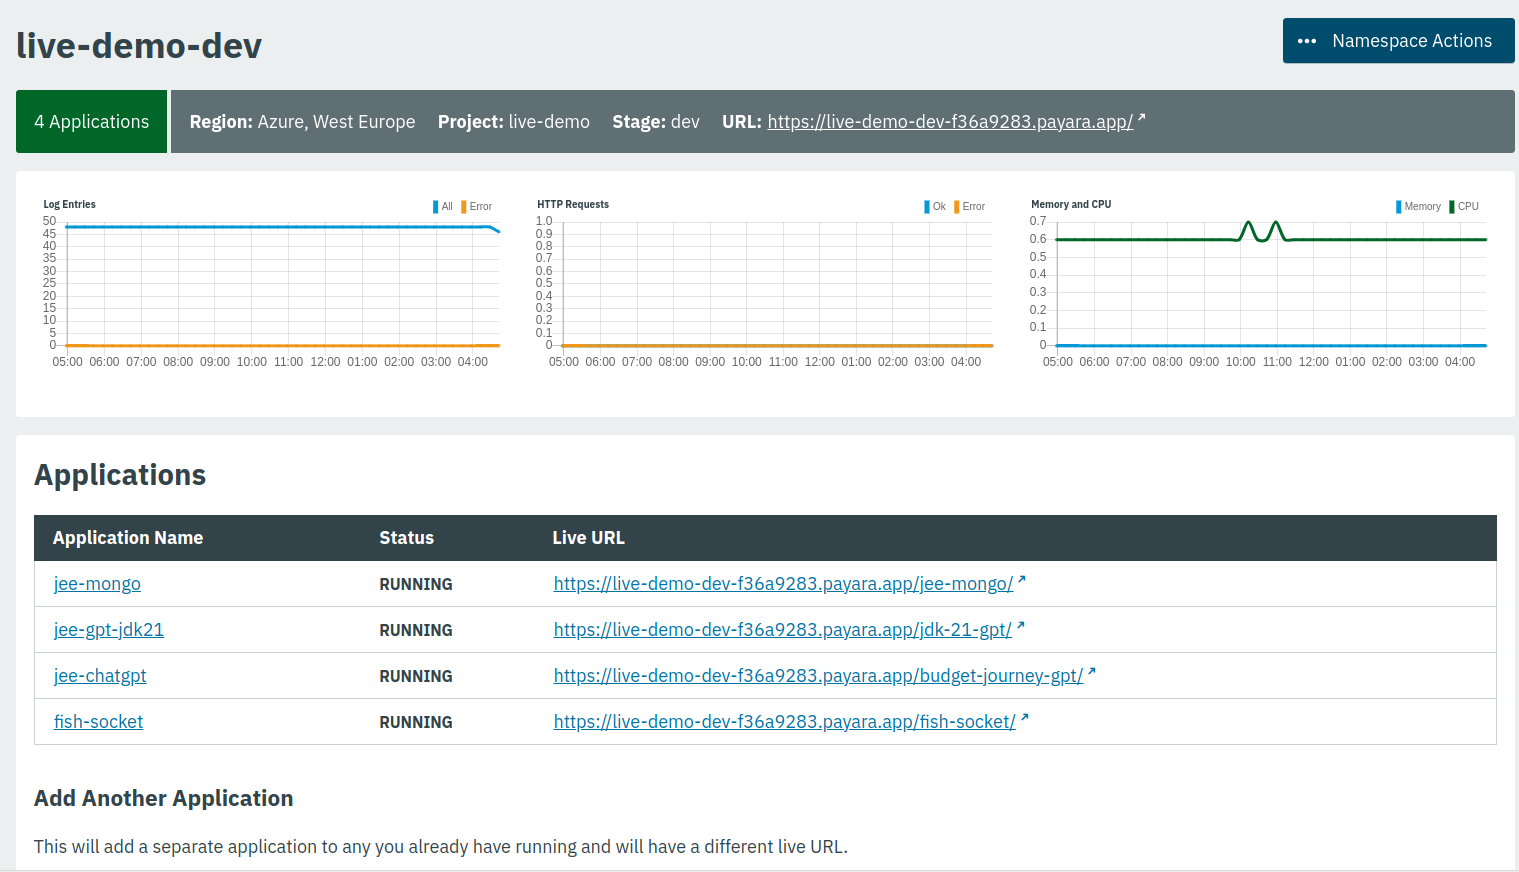 live-demo-dev
Namespace Actions
4 Applications
Region: Azure, West Europe Project: live-demo Stage: dev URL: https://live-demo-dev-f36a9283.payara.app/
Log Entries
All Error
50
45
40
35
30
25
20
15
10
5
0
05:00 06:00 07:00 08:00 09:00 10:00 11:00 12:00 01:00 02:00 03:00 04:00
HTTP Requests
Ok Error
1.0
0.9
0.8
0.7
0.6
0.5
0.4
0.3
0.2
0.1
0
05:00 06:00 07:00 08:00 09:00 10:00 11:00 12:00 01:00 02:00 03:00 04:00
Memory and CPU
Memory CPU
0.7
0.6
0.5
0.4
0.3
0.2
0.1
0
05:00 06:00 07:00 08:00 09:00 10:00 11:00 12:00 01:00 02:00 03:00 04:00
Applications
Application Name Status Live URL
jee-mongo RUNNING https://live-demo-dev-f36a9283.payara.app/jee-mongo/
jee-gpt-jdk21 RUNNING https://live-demo-dev-f36a9283.payara.app/jdk-21-gpt/
jee-chatgpt RUNNING https://live-demo-dev-f36a9283.payara.app/budget-journey-gpt/
fish-socket RUNNING https://live-demo-dev-f36a9283.payara.app/fish-socket/
Add Another Application
This will add a separate application to any you already have running and will have a different live URL.